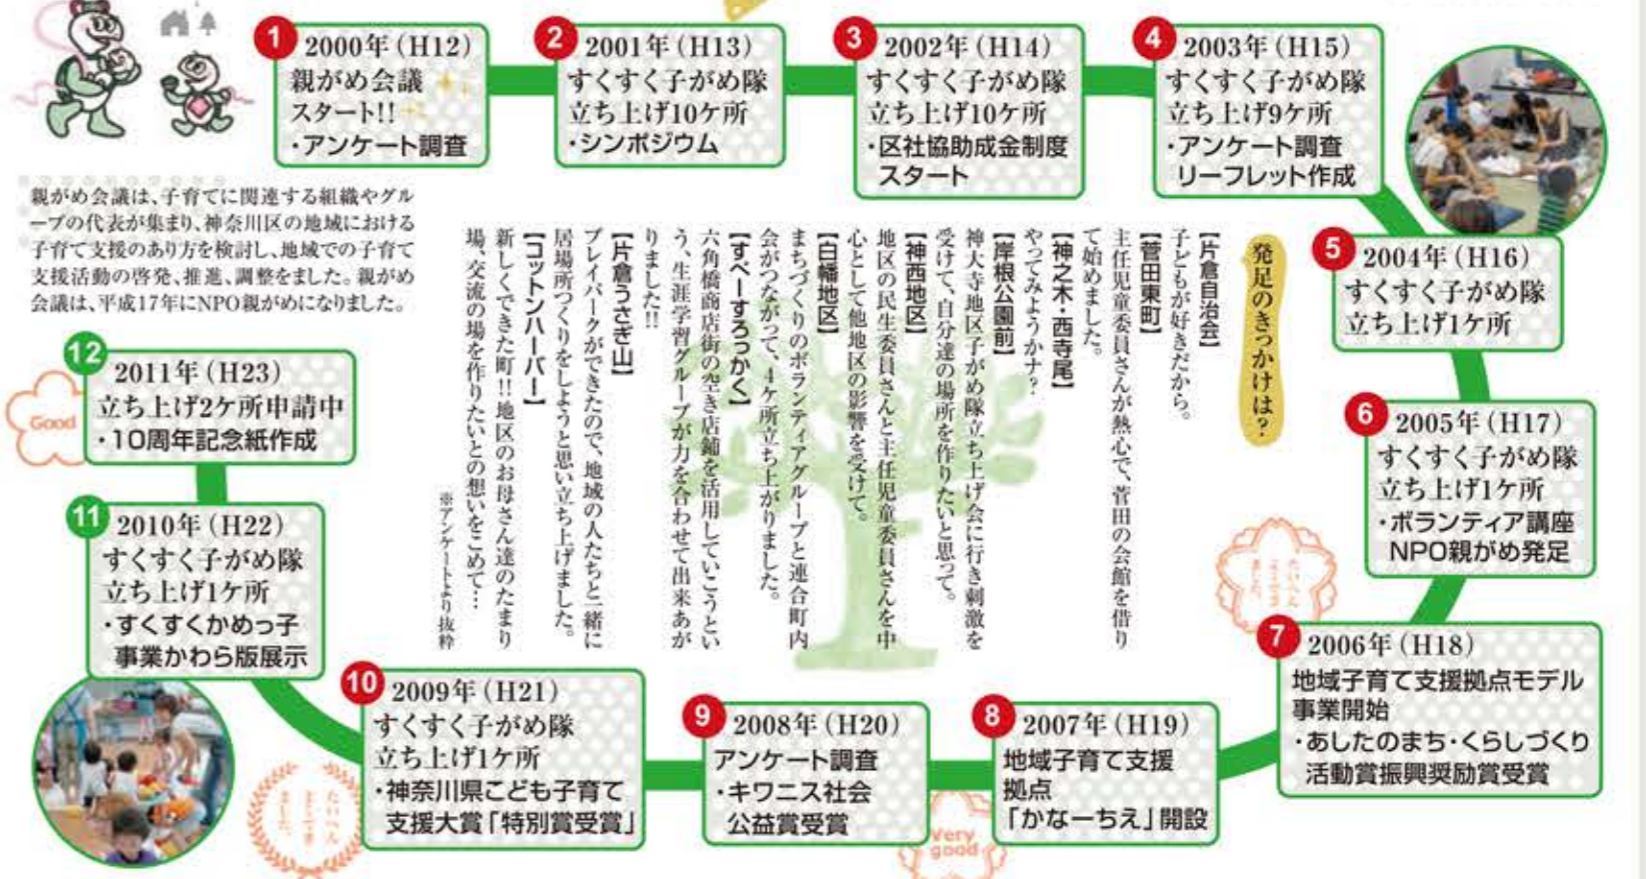 1
2000年(H12)
親がめ会議
スタート!!
・アンケート調査
2
2001年(H13)
すくすく子がめ隊
立ち上げ10ケ所
・シンポジウム
3
2002年(H14)
すくすく子がめ隊
立ち上げ10ケ所
・区社協助成金制度
スタート
4
2003年(H15)
すくすく子がめ隊
立ち上げ9ケ所
・アンケート調査
リーフレット作成
親がめ会議は、子育てに関連する組織やグル
ープの代表が集まり、神奈川区の地域における
子育て支援のあり方を検討し、地域での子育て
支援活動の啓発、推進、調整をました。親がめ
会議は、平成17年にNPO親がめになりました。
5
2004年(H16)
すくすく子がめ隊
立ち上げ1ケ所
6
2005年(H17)
すくすく子がめ隊
立ち上げ1ケ所
・ボランティア講座
NPO親がめ発足
7
2006年(H18)
地域子育て支援拠点モデル
事業開始
・あしたのまち・くらしづくり
活動賞振興奨励賞受賞
8
2007年(H19)
地域子育て支援
拠点
「かなーちえ」開設
9
2008年(H20)
アンケート調査
・キワニス社会
公益賞受賞
10
2009年(H21)
すくすく子がめ隊
立ち上げ1ケ所
・神奈川県こども子育て
支援大賞「特別賞受賞」
11
2010年(H22)
すくすく子がめ隊
立ち上げ1ケ所
・すくすくかめっ子
事業かわら版展示
12
2011年(H23)
立ち上げ2ケ所申請中
・10周年記念紙作成
発足のきっかけは?
【片倉自治会】
子どもが好きだから。
【菅田東町】
主任児童委員さんが熱心で、菅田の会館を借り
て始めました。
【神之木・西寺尾】
やってみようかナ?
【岸根公園前】
神大寺地区子がめ隊立ち上げ会に行き刺激を
受けて、自分達の場所を作りたいと思って。
【神西地区】
地区の民生委員さんと主任児童委員さんを中
心として他地区の影響を受けて。
【白幡地区】
まちづくりのボランティアグループと連合町内
会がつながって、4ケ所立ち上がりました。
【すぺーすろっかく】
六角橋商店街の空き店舗を活用していこうとい
う、生涯学習グループが力を合わせて出来あが
りました!!
【片倉うさぎ山】
プレイパークができたので、地域の人たちと一緒に
居場所つくりをしようと思い立ち上げました。
【コットンハーバー】
新しくできた町!!地区のお母さん達のたまり
場、交流の場を作りたいとの想いをこめて…
※アンケートより抜粋
Good
たいへん
よくでき
ました
たいへん
よくでき
ました
Very
good